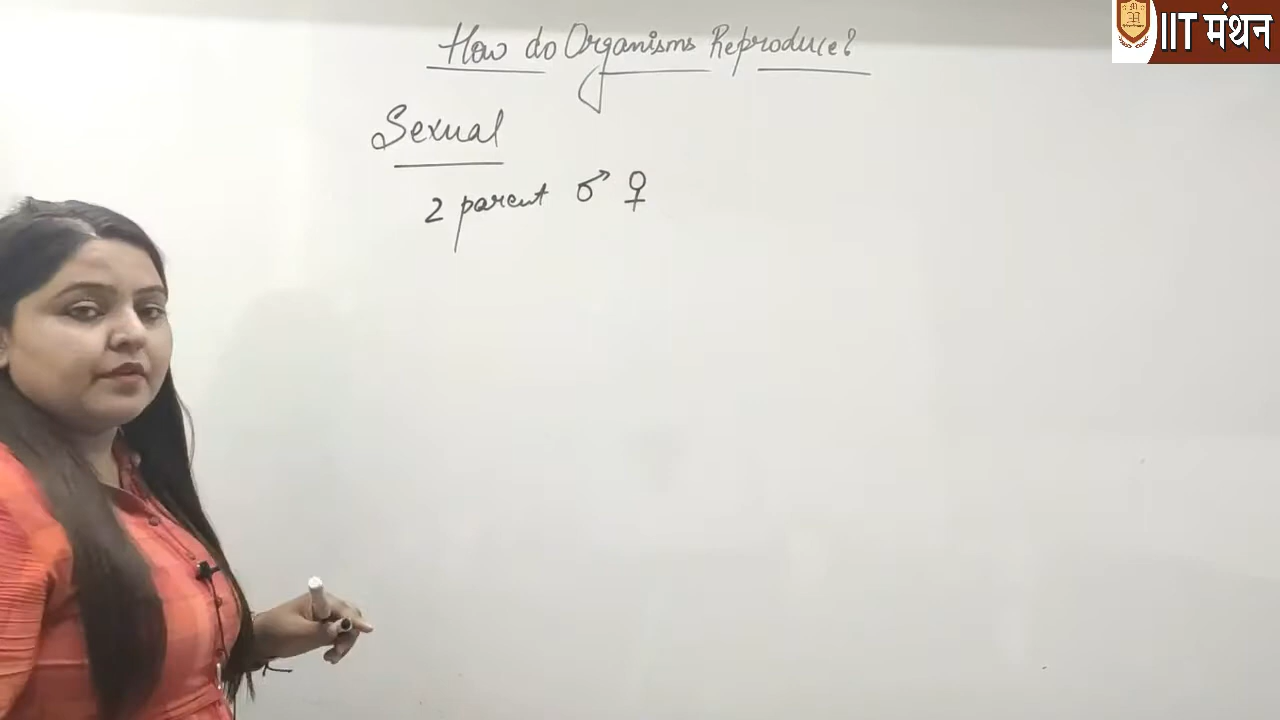 How do Organisms Reproduce?
IIT मंथन
Sexual
2 parent ♂ ♀